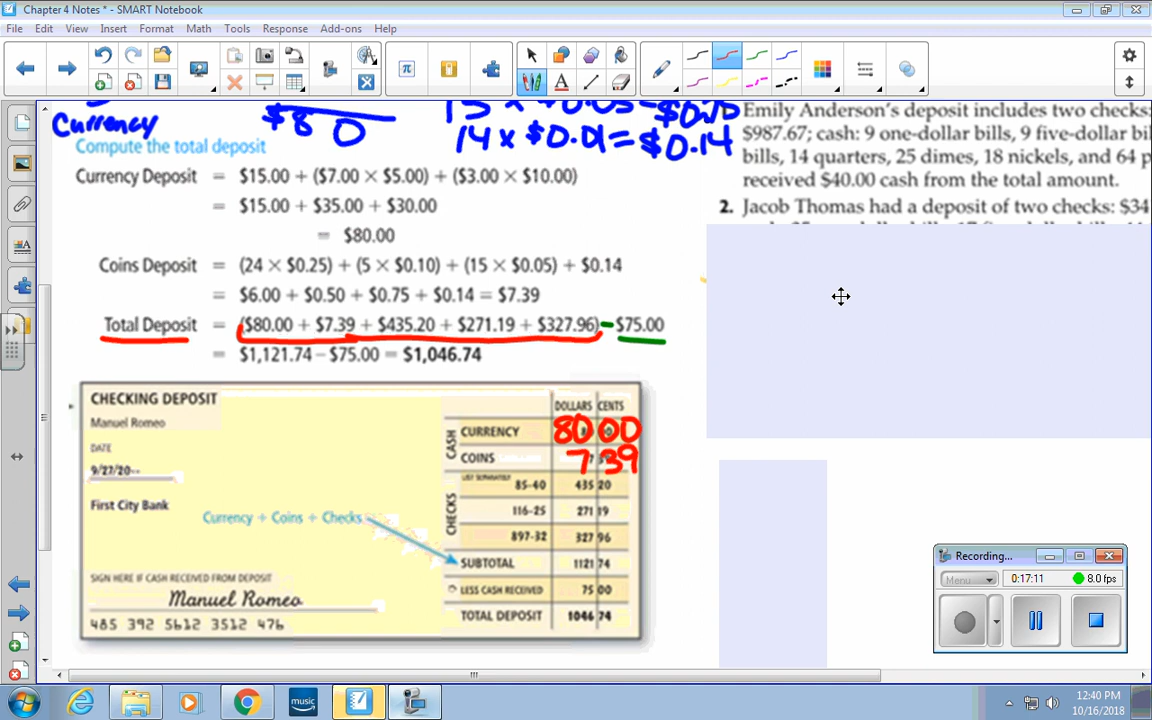 Chapter 4 Notes * - SMART Notebook
File Edit View Insert Format Math Tools Response Add-ons Help
Currency
$8 0
15 x $0.05 =
14 x $0.01 = $0.14
Compute the total deposit
Currency Deposit = $15.00 + ($7.00 × $5.00) + ($3.00 × $10.00)
= $15.00 + $35.00 + $30.00
= $80.00
Coins Deposit = (24 × $0.25) + (5 × $0.10) + (15 × $0.05) + $0.14
= $6.00 + $0.50 + $0.75 + $0.14 = $7.39
Total Deposit = ($80.00 + $7.39 + $435.20 + $271.19 + $327.96) - $75.00
= $1,121.74 – $75.00 = $1,046.74
Emily Anderson's deposit includes two checks:
$987.67; cash: 9 one-dollar bills, 9 five-dollar bi
bills, 14 quarters, 25 dimes, 18 nickels, and 64 p
received $40.00 cash from the total amount.
2. Jacob Thomas had a deposit of two checks: $34
CHECKING DEPOSIT
Manuel Romeo
DATE
9/27/20--
First City Bank
Currency + Coins + Checks
SIGN HERE IF CASH RECEIVED FROM DEPOSIT
Manuel Romeo
485 392 5612 3512 476
DOLLARS CENTS
CASH
CURRENCY 80 00
COINS 7 39
LIST SEPARATELY
CHECKS
85-40 435 20
116-25 271 19
897-32 327 96
SUBTOTAL 1121 74
LESS CASH RECEIVED 75 00
TOTAL DEPOSIT 1046 74
Recording...
Menu 0:17:11 8.0 fps
music
12:40 PM
10/16/2018